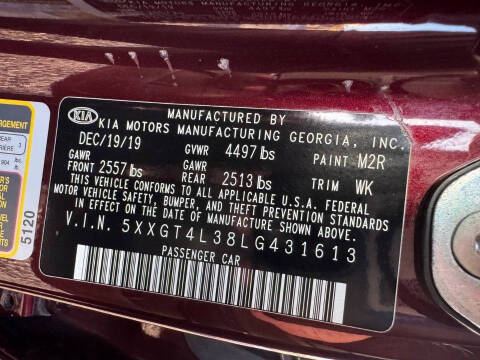 MANUFACTURED BY
KIA KIA MOTORS MANUFACTURING GEORGIA, INC.
DEC/19/19 GVWR 4497 lbs PAINT M2R
GAWR GAWR
FRONT 2557 lbs REAR 2513 lbs TRIM WK
THIS VEHICLE CONFORMS TO ALL APPLICABLE U.S.A. FEDERAL
MOTOR VEHICLE SAFETY, BUMPER, AND THEFT PREVENTION STANDARDS
IN EFFECT ON THE DATE OF MANUFACTURE SHOWN ABOVE.
V.I.N. 5XXGT4L38LG431613
PASSENGER CAR
5120